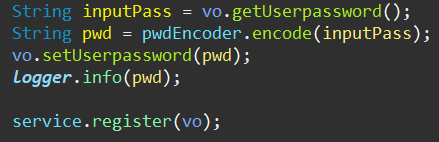 String inputPass = vo.getUserpassword();
String pwd = pwdEncoder.encode(inputPass);
vo.setUserpassword(pwd);
logger.info(pwd);
service.register(vo);